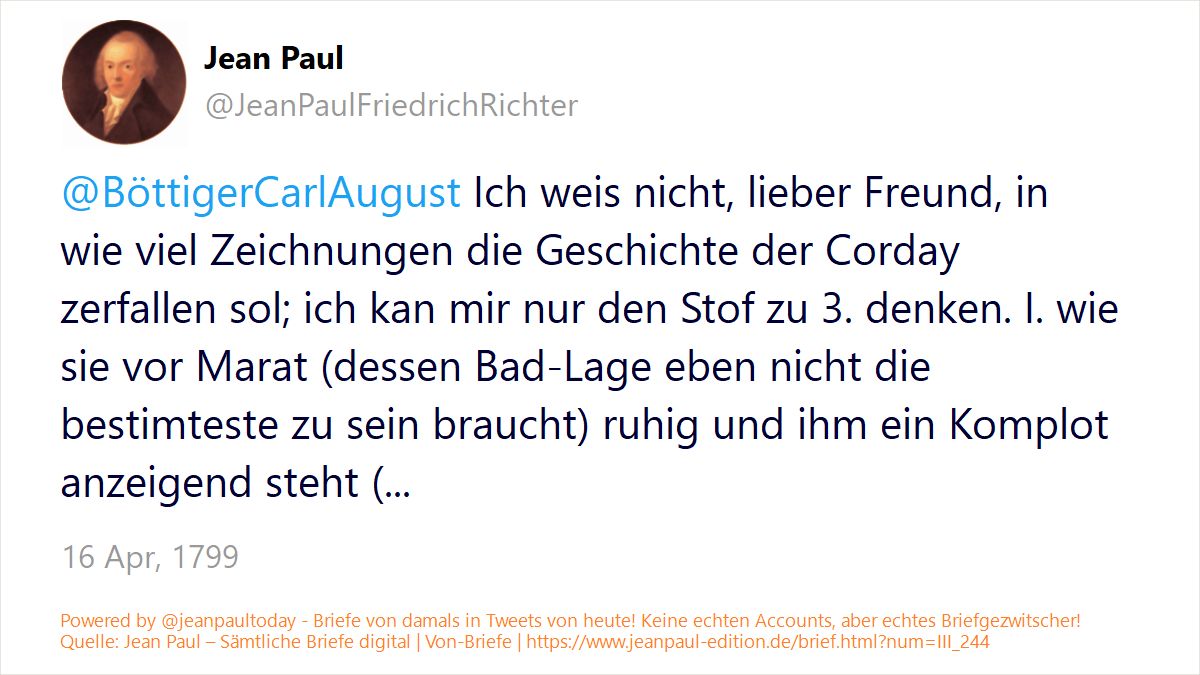 Jean Paul
@JeanPaulFriedrichRichter
@BöttigerCarlAugust Ich weis nicht, lieber Freund, in
wie viel Zeichnungen die Geschichte der Corday
zerfallen sol; ich kan mir nur den Stof zu 3. denken. I. wie
sie vor Marat (dessen Bad-Lage eben nicht die
bestimteste zu sein braucht) ruhig und ihm ein Komplot
anzeigend steht (...
16 Apr, 1799
Powered by @jeanpaultoday - Briefe von damals in Tweets von heute! Keine echten Accounts, aber echtes Briefgezwitscher!
Quelle: Jean Paul – Sämtliche Briefe digital | Von-Briefe | https://www.jeanpaul-edition.de/brief.html?num=III_244